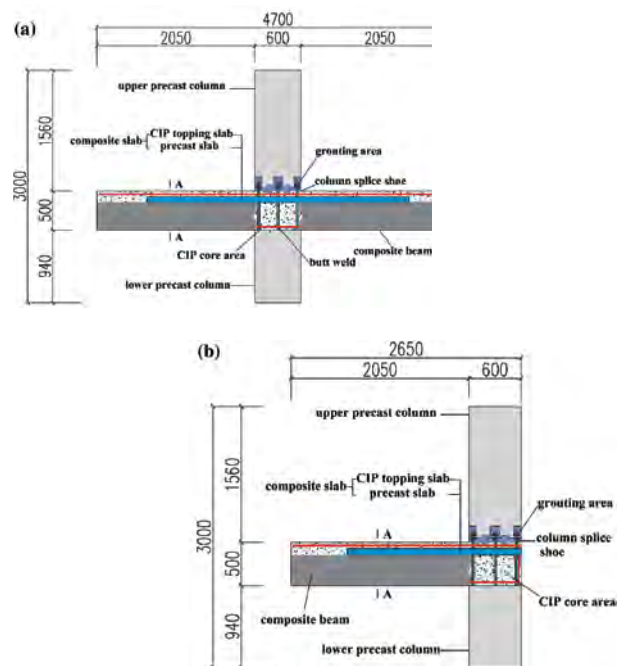 (a)
4700
2050
600
2050
upper precast column
1560
CIP topping slab
composite slab
precast slab
grouting area
column splice shoe
A
3000
500
A
CIP core area
butt weld
composite beam
940
lower precast column
(b)
2650
2050
600
upper precast column
1560
CIP topping slab
composite slab
precast slab
grouting area
A
column splice
shoe
3000
500
composite beam
A
CIP core area
940
lower precast column